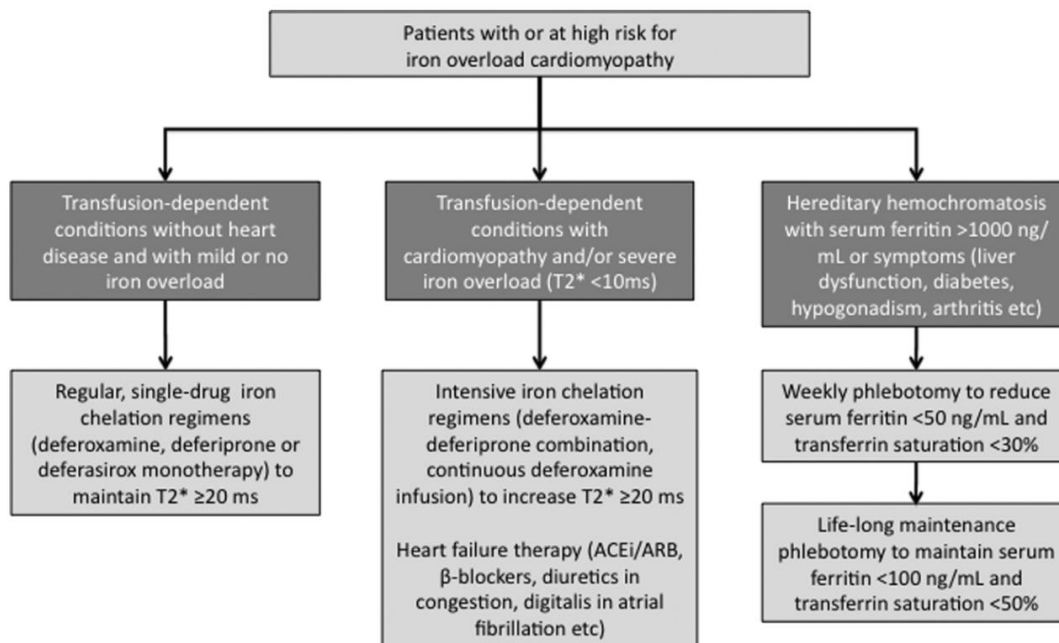 Patients with or at high risk for
iron overload cardiomyopathy
Transfusion-dependent
conditions without heart
disease and with mild or no
iron overload
Transfusion-dependent
conditions with
cardiomyopathy and/or severe
iron overload (T2* <10ms)
Hereditary hemochromatosis
with serum ferritin >1000 ng/
mL or symptoms (liver
dysfunction, diabetes,
hypogonadism, arthritis etc)
Regular, single-drug iron
chelation regimens
(deferoxamine, deferiprone or
deferasirox monotherapy) to
maintain T2* ≥20 ms
Intensive iron chelation
regimens (deferoxamine-
deferiprone combination,
continuous deferoxamine
infusion) to increase T2* ≥20 ms
Heart failure therapy (ACEi/ARB,
β-blockers, diuretics in
congestion, digitalis in atrial
fibrillation etc)
Weekly phlebotomy to reduce
serum ferritin <50 ng/mL and
transferrin saturation <30%
Life-long maintenance
phlebotomy to maintain serum
ferritin <100 ng/mL and
transferrin saturation <50%